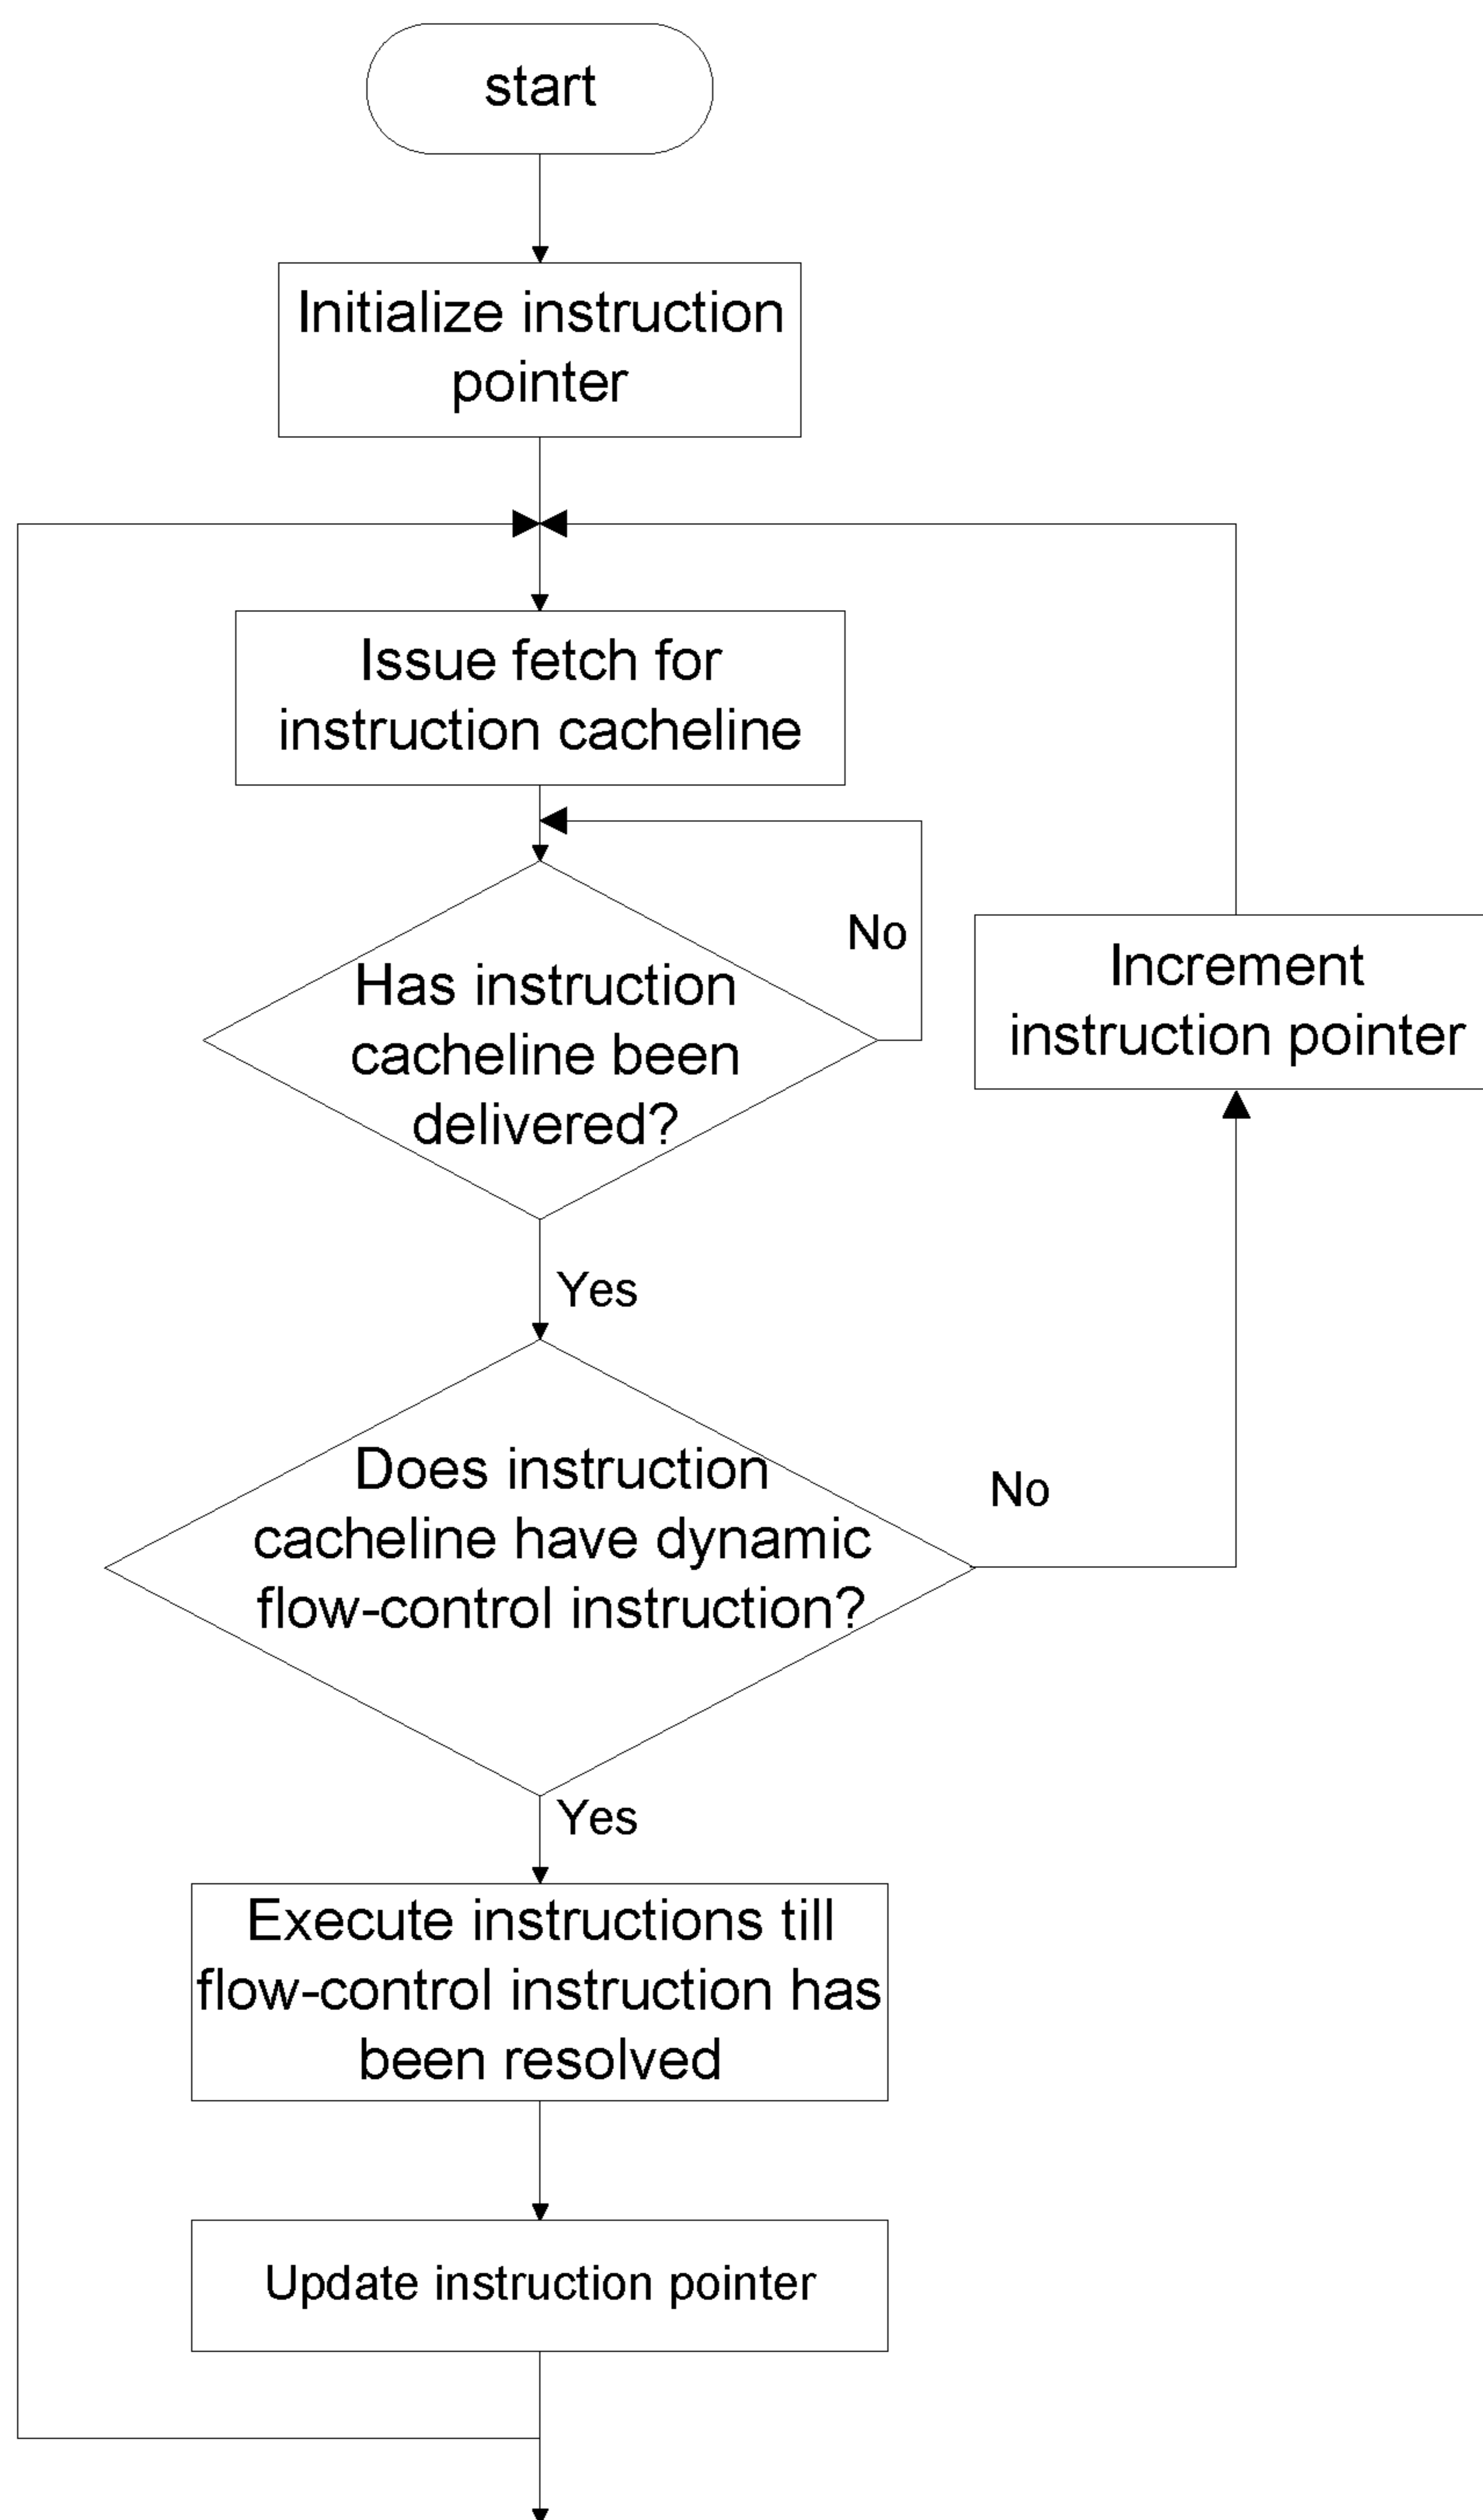 start
Initialize instruction
pointer
Issue fetch for
instruction cacheline
No
Has instruction
cacheline been
delivered?
Increment
instruction pointer
Yes
Does instruction
cacheline have dynamic
flow-control instruction?
No
Yes
Execute instructions till
flow-control instruction has
been resolved
Update instruction pointer